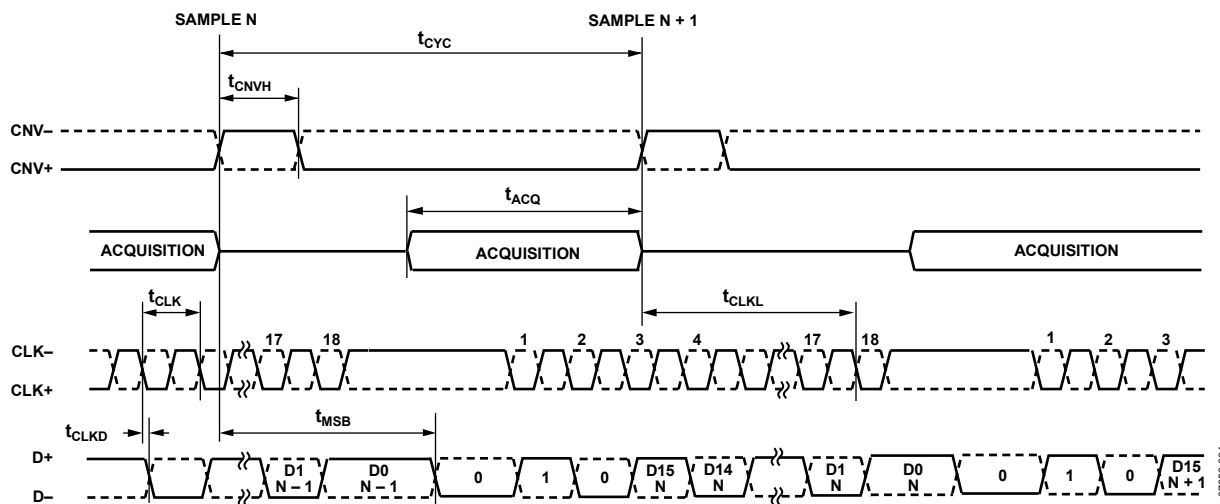 SAMPLE N SAMPLE N + 1
tCYC
tCNVH
CNV–
CNV+
tACQ
ACQUISITION ACQUISITION ACQUISITION
tCLK tCLKL
17 18 1 2 3 4 17 18 1 2 3
CLK–
CLK+
tCLKD tMSB
D+
D–
D1 N – 1 D0 N – 1 0 1 0 D15 N D14 N D1 N D0 N 0 1 0 D15 N + 1